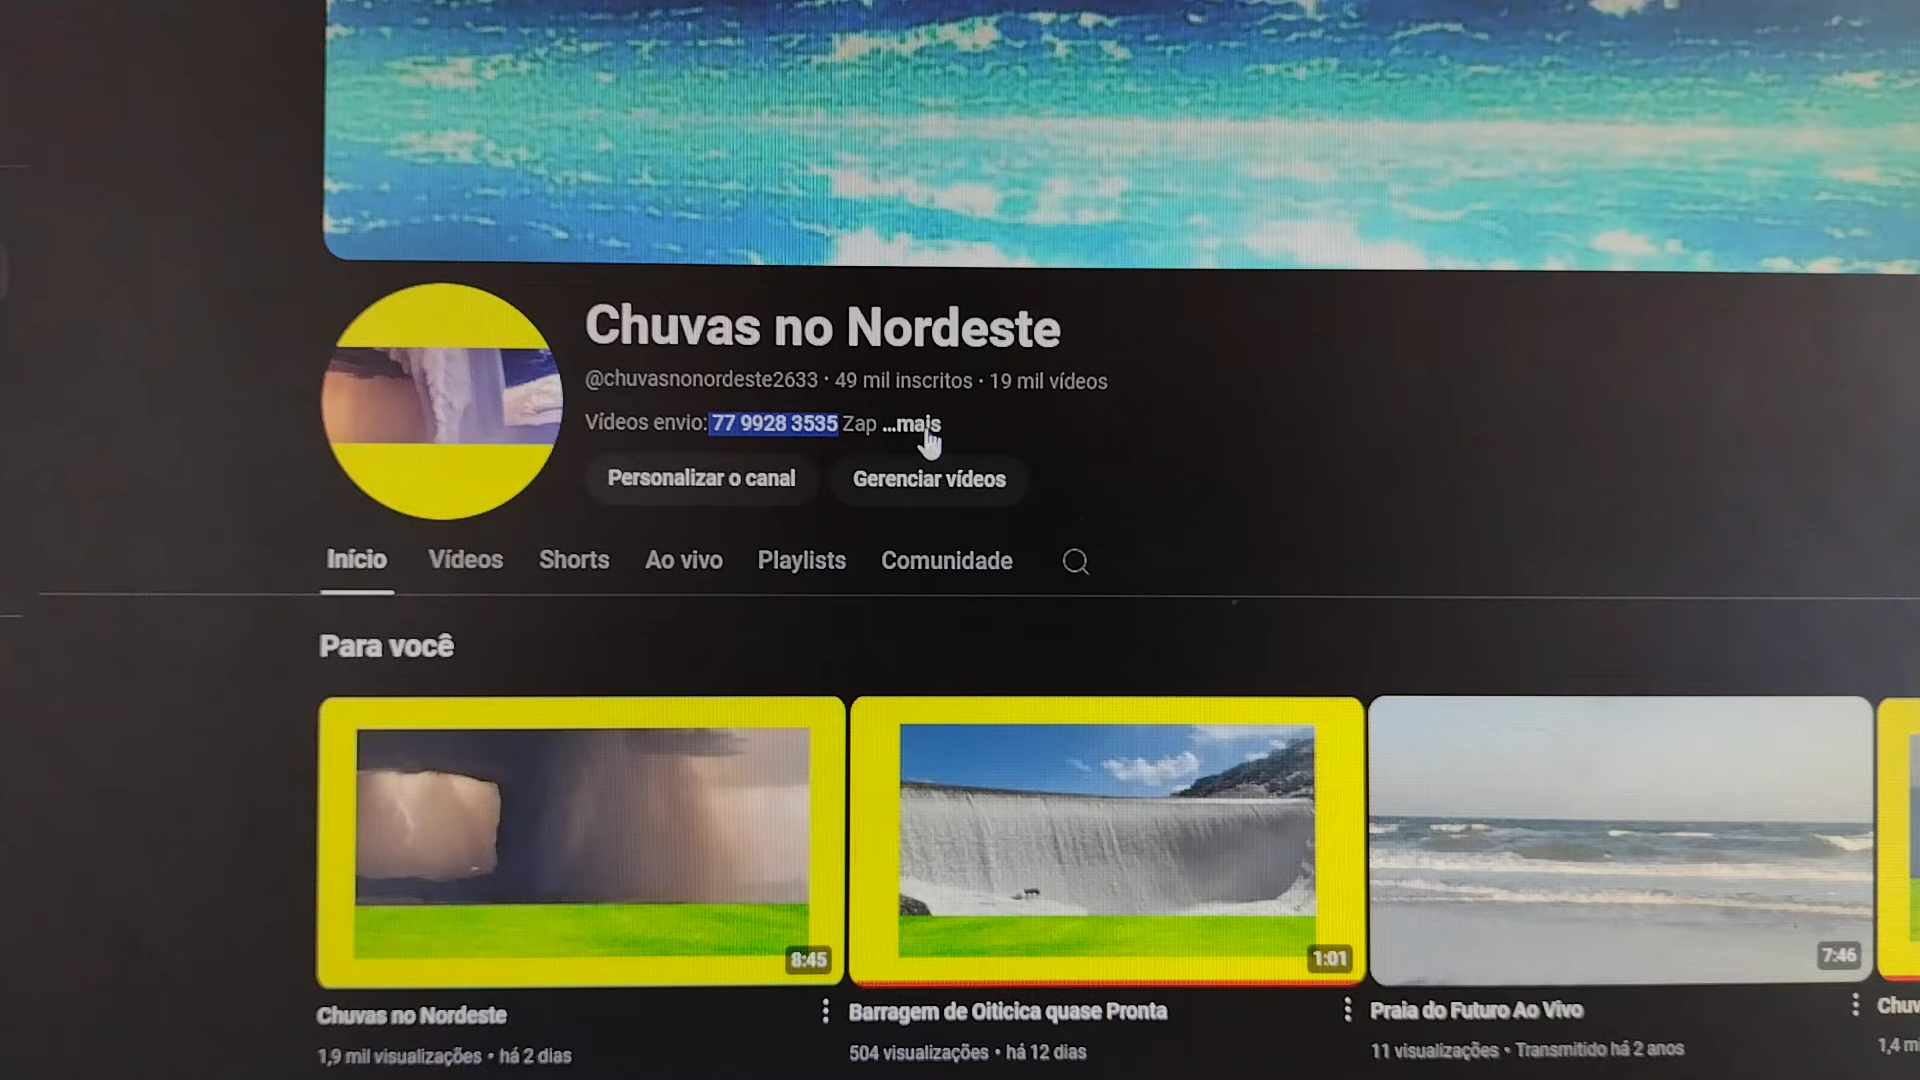 Chuvas no Nordeste
@chuvasnonordeste2633 · 49 mil inscritos · 19 mil vídeos
Vídeos envio: 77 9928 3535 Zap ...mais
Personalizar o canal
Gerenciar vídeos
Início Vídeos Shorts Ao vivo Playlists Comunidade
Para você
8:45
1:01
7:46
Chuvas no Nordeste
1,9 mil visualizações • há 2 dias
Barragem de Oiticica quase Pronta
504 visualizações • há 12 dias
Praia do Futuro Ao Vivo
11 visualizações • Transmitido há 2 anos